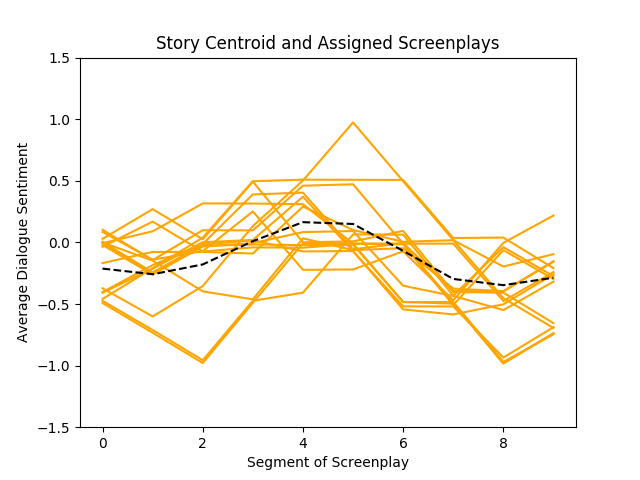 Story Centroid and Assigned Screenplays
1.5
1.0
0.5
0.0
−0.5
−1.0
−1.5
Average Dialogue Sentiment
0 2 4 6 8
Segment of Screenplay